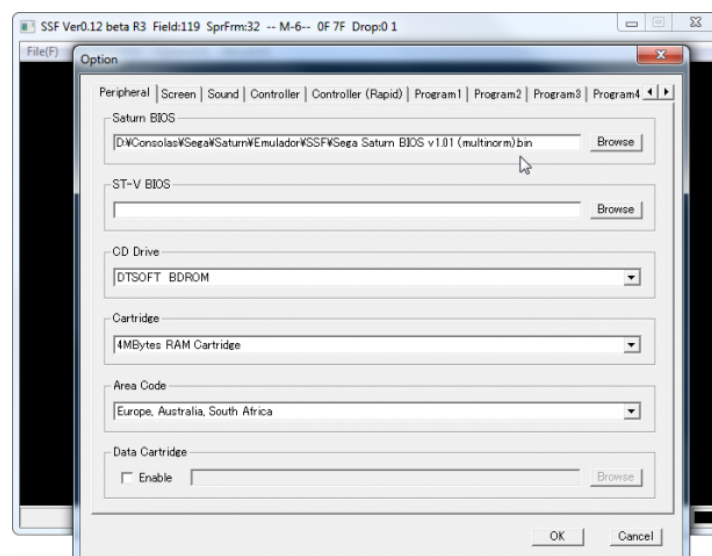 SSF Ver0.12 beta R3 Field:119 SprFrm:32 -- M-6-- 0F 7F Drop:0 1
File(F)
Option
Peripheral Screen Sound Controller Controller (Rapid) Program1 Program2 Program3 Program4
Saturn BIOS
D:¥Consolas¥Sega¥Saturn¥Emulador¥SSF¥Sega Saturn BIOS v1.01 (multinorm).bin Browse
ST-V BIOS
Browse
CD Drive
DTSOFT BDROM
Cartridge
4MBytes RAM Cartridge
Area Code
Europe, Australia, South Africa
Data Cartridge
Enable Browse
OK Cancel